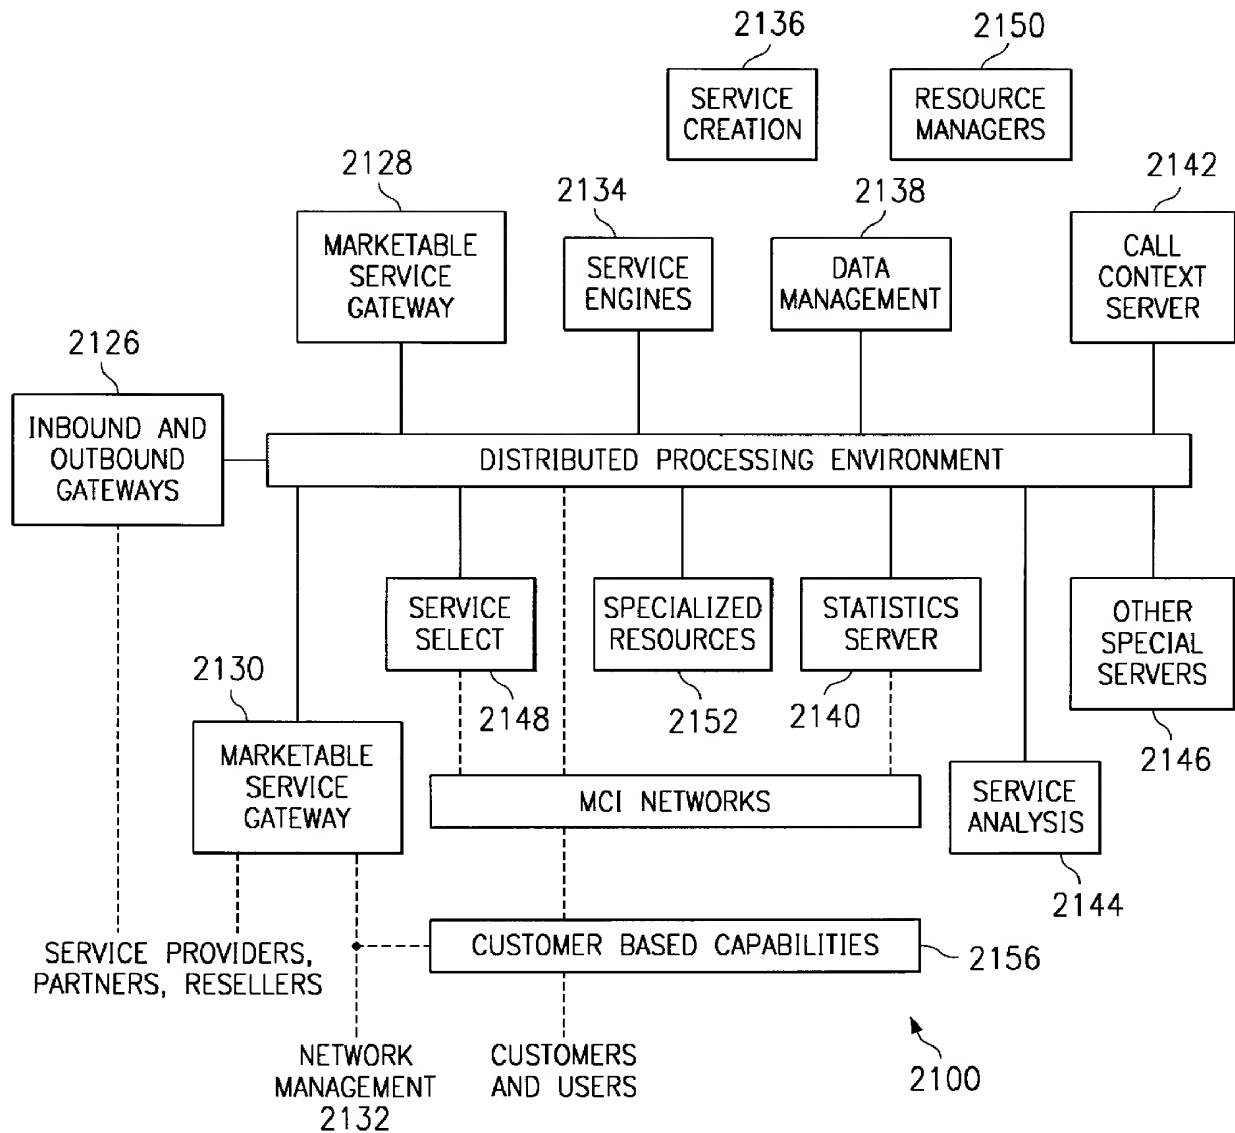 2136
2150
SERVICE
CREATION
RESOURCE
MANAGERS
2128
2134
2138
2142
MARKETABLE
SERVICE
GATEWAY
SERVICE
ENGINES
DATA
MANAGEMENT
CALL
CONTEXT
SERVER
2126
INBOUND AND
OUTBOUND
GATEWAYS
DISTRIBUTED PROCESSING ENVIRONMENT
SERVICE
SELECT
SPECIALIZED
RESOURCES
STATISTICS
SERVER
OTHER
SPECIAL
SERVERS
2130
2148
2152
2140
2146
MARKETABLE
SERVICE
GATEWAY
MCI NETWORKS
SERVICE
ANALYSIS
2144
SERVICE PROVIDERS,
PARTNERS, RESELLERS
CUSTOMER BASED CAPABILITIES
2156
NETWORK
MANAGEMENT
2132
CUSTOMERS
AND USERS
2100